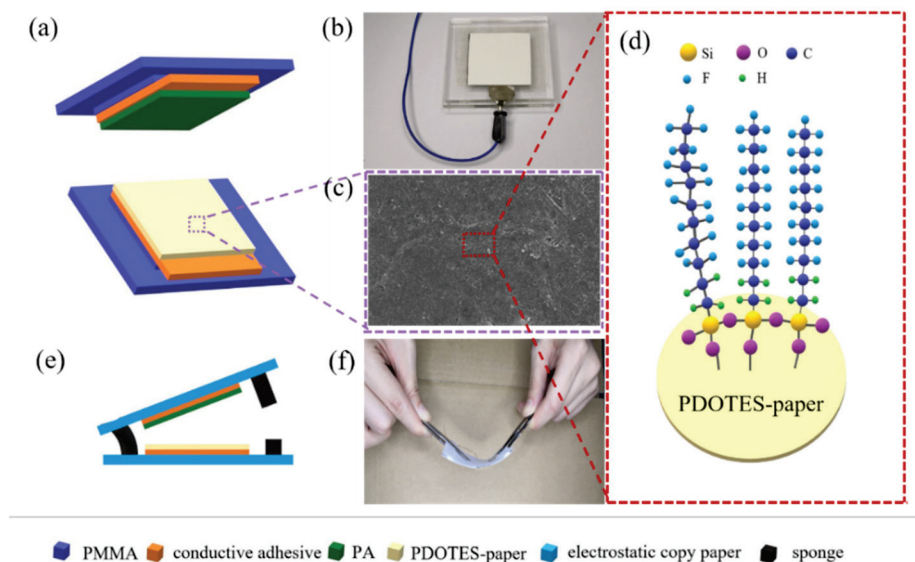 (a)
(b)
(c)
(d)
Si O C
F H
PDOTES-paper
(e)
(f)
PMMA conductive adhesive PA PDOTES-paper electrostatic copy paper sponge